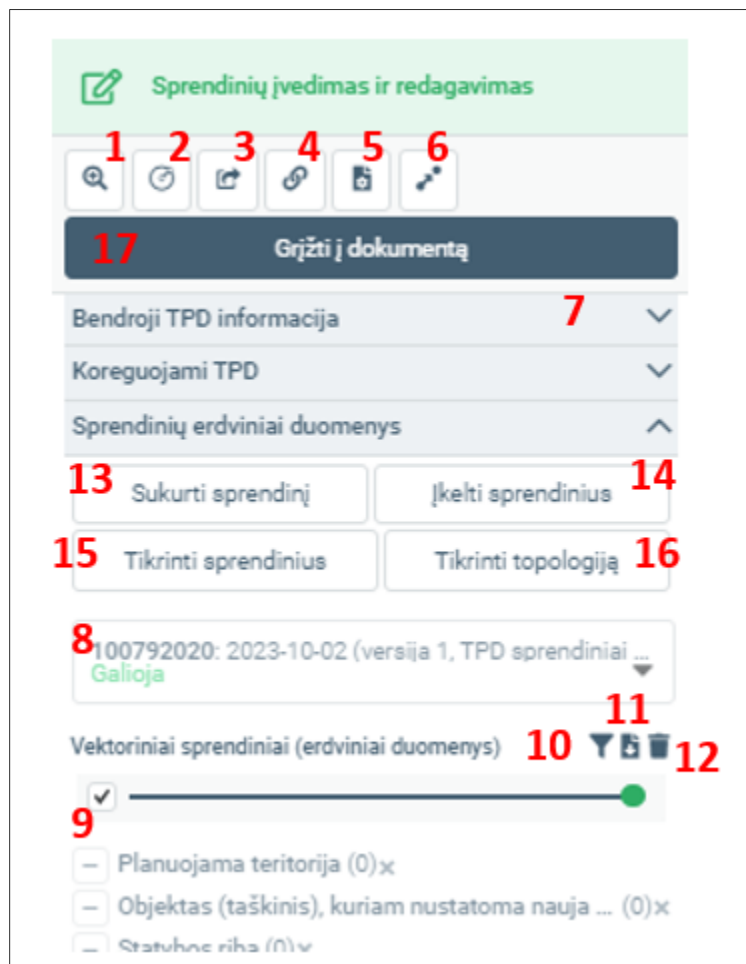 Sprendinių įvedimas ir redagavimas
1 2 3 4 5 6
17 Grįžti į dokumentą
Bendroji TPD informacija 7
Koreguojami TPD
Sprendinių erdviniai duomenys
13 Sukurti sprendinį Įkelti sprendinius 14
15 Tikrinti sprendinius Tikrinti topologiją 16
8 100792020: 2023-10-02 (versija 1, TPD sprendiniai ...
Galioja
11
Vektoriniai sprendiniai (erdviniai duomenys) 10 12
9
Planuojama teritorija (0)x
Objektas (taškinis), kuriam nustatoma nauja ... (0)x
Statybos riba (0)x